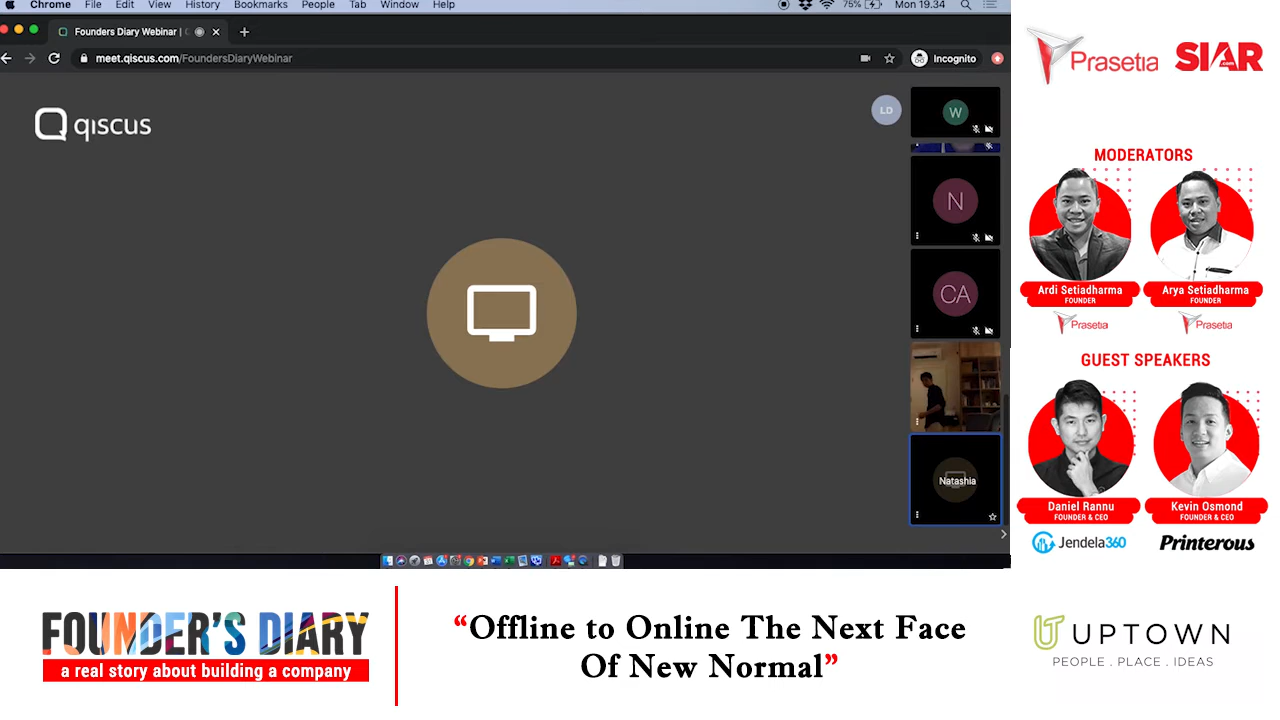 Chrome File Edit View History Bookmarks People Tab Window Help
75% Mon 19.34
Founders Diary Webinar |
meet.qiscus.com/FoundersDiaryWebinar
Incognito
qiscus
LD
W
N
CA
Natashia
Prasetia
SIAR
.com
MODERATORS
Ardi Setiadharma
FOUNDER
Prasetia
Arya Setiadharma
FOUNDER
Prasetia
GUEST SPEAKERS
Daniel Rannu
FOUNDER & CEO
Jendela360
Kevin Osmond
FOUNDER & CEO
Printerous
FOUNDER'S DIARY
a real story about building a company
“Offline to Online The Next Face
Of New Normal”
UPTOWN
PEOPLE . PLACE . IDEAS